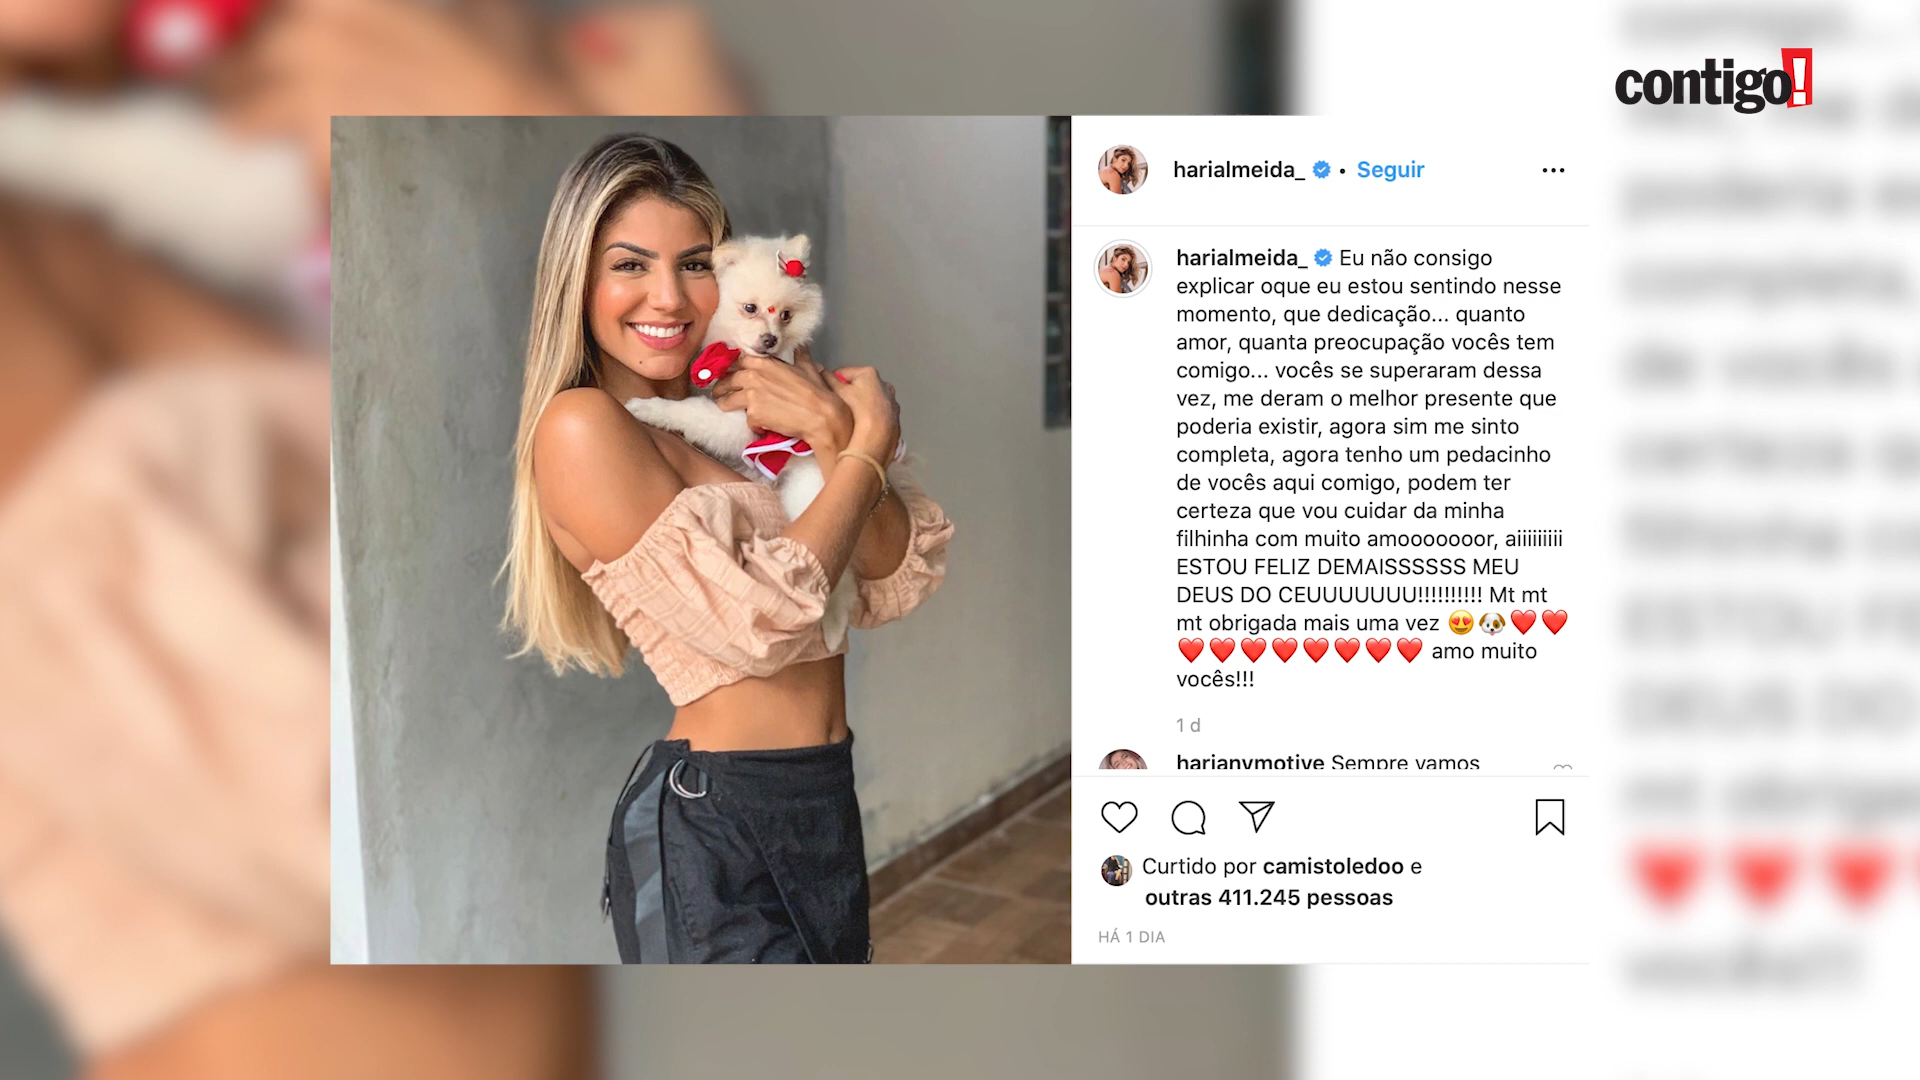 contigo!
harialmeida_ • Seguir
harialmeida_ Eu não consigo
explicar oque eu estou sentindo nesse
momento, que dedicação... quanto
amor, quanta preocupação vocês tem
comigo... vocês se superaram dessa
vez, me deram o melhor presente que
poderia existir, agora sim me sinto
completa, agora tenho um pedacinho
de vocês aqui comigo, podem ter
certeza que vou cuidar da minha
filhinha com muito amooooooor, aiiiiiiiii
ESTOU FELIZ DEMAISSSSSS MEU
DEUS DO CEUUUUUUU!!!!!!!!!! Mt mt
mt obrigada mais uma vez 😍🐶❤️❤️
❤️❤️❤️❤️❤️❤️❤️❤️ amo muito
vocês!!!
1 d
harianymotive Sempre vamos
Curtido por camistoledoo e
outras 411.245 pessoas
HÁ 1 DIA